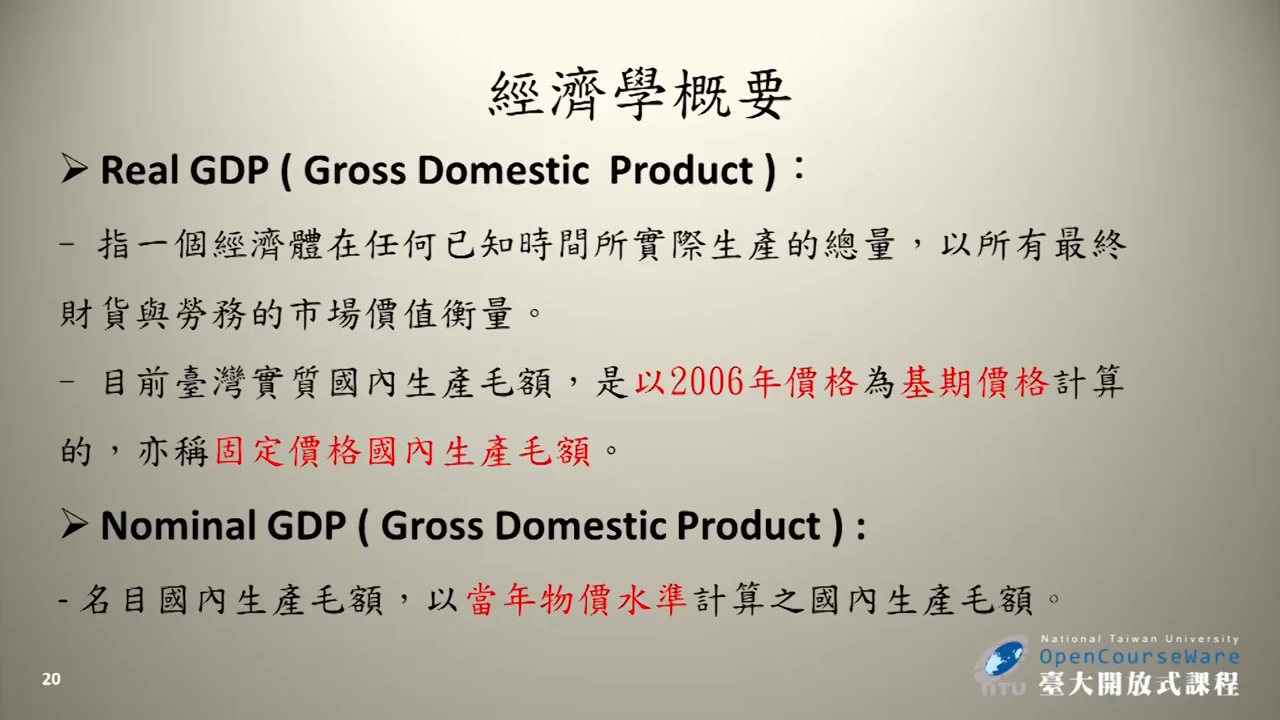 經濟學概要
➢ Real GDP ( Gross Domestic Product )：
- 指一個經濟體在任何已知時間所實際生產的總量，以所有最終
財貨與勞務的市場價值衡量。
- 目前臺灣實質國內生產毛額，是以2006年價格為基期價格計算
的，亦稱固定價格國內生產毛額。
➢ Nominal GDP ( Gross Domestic Product ) :
- 名目國內生產毛額，以當年物價水準計算之國內生產毛額。
National Taiwan University
OpenCourseWare
NTU 臺大開放式課程
20